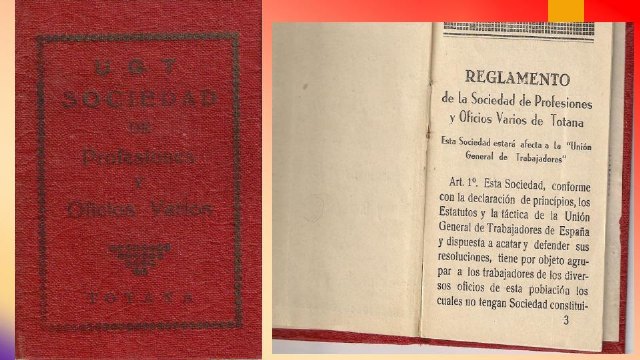 U G T
SOCIEDAD
DE
Profesiones
Y
Oficios Varios
TOTANA
REGLAMENTO
de la Sociedad de Profesiones
y Oficios Varios de Totana
Esta Sociedad estará afecta a la "Unión
General de Trabajadores"
Art. 1º. Esta Sociedad, conforme
con la declaración de principios, los
Estatutos y la táctica de la Unión
General de Trabajadores de España
y dispuesta a acatar y defender sus
resoluciones, tiene por objeto agru-
par a los trabajadores de los diver-
sos oficios de esta población los
cuales no tengan Sociedad constitui-
3